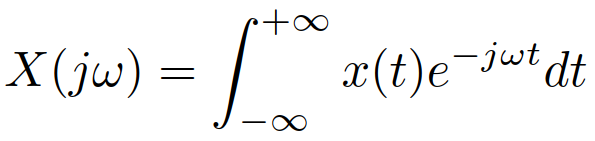 X(jω) = ∫_{-∞}^{+∞} x(t)e^{-jωt}dt